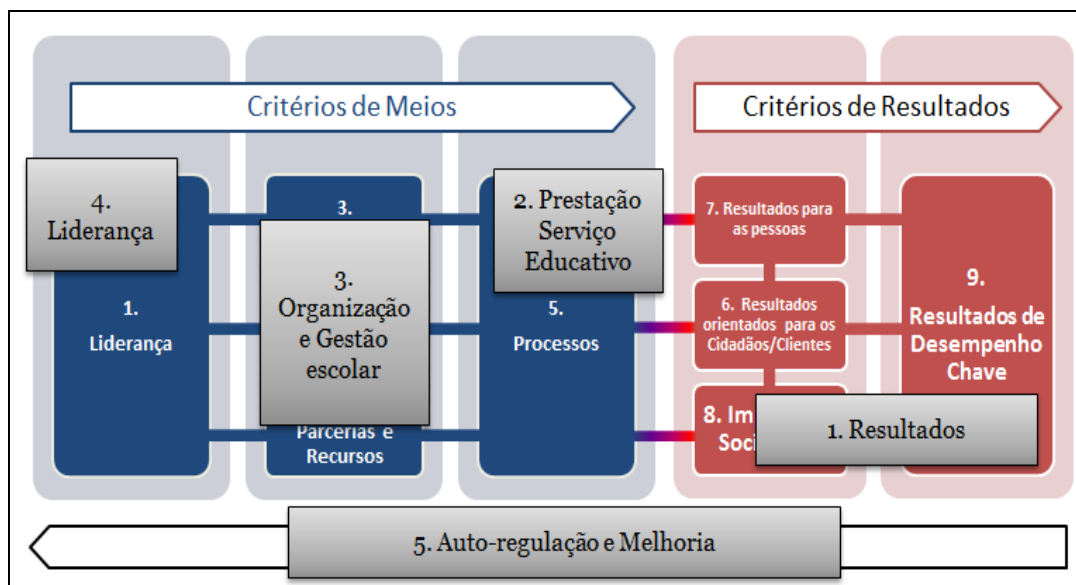 Critérios de Meios
Critérios de Resultados
4.
Liderança
1.
Liderança
3.
3.
Organização
e Gestão
escolar
Parcerias e
Recursos
2. Prestação
Serviço
Educativo
5.
Processos
7. Resultados para
as pessoas
6. Resultados
orientados para os
Cidadãos/Clientes
8. Im
Soci
9.
Resultados de
Desempenho
Chave
1. Resultados
5. Auto-regulação e Melhoria